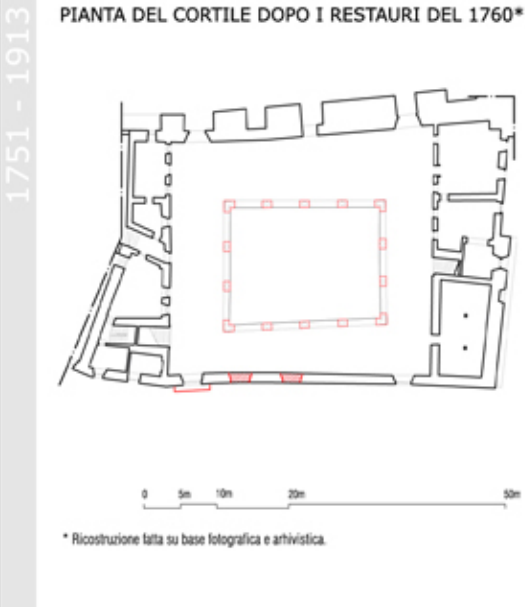 PIANTA DEL CORTILE DOPO I RESTAURI DEL 1760*
1751 - 1913
0 5m 10m 20m 50m
* Ricostruzione fatta su base fotografica e arhivistica.